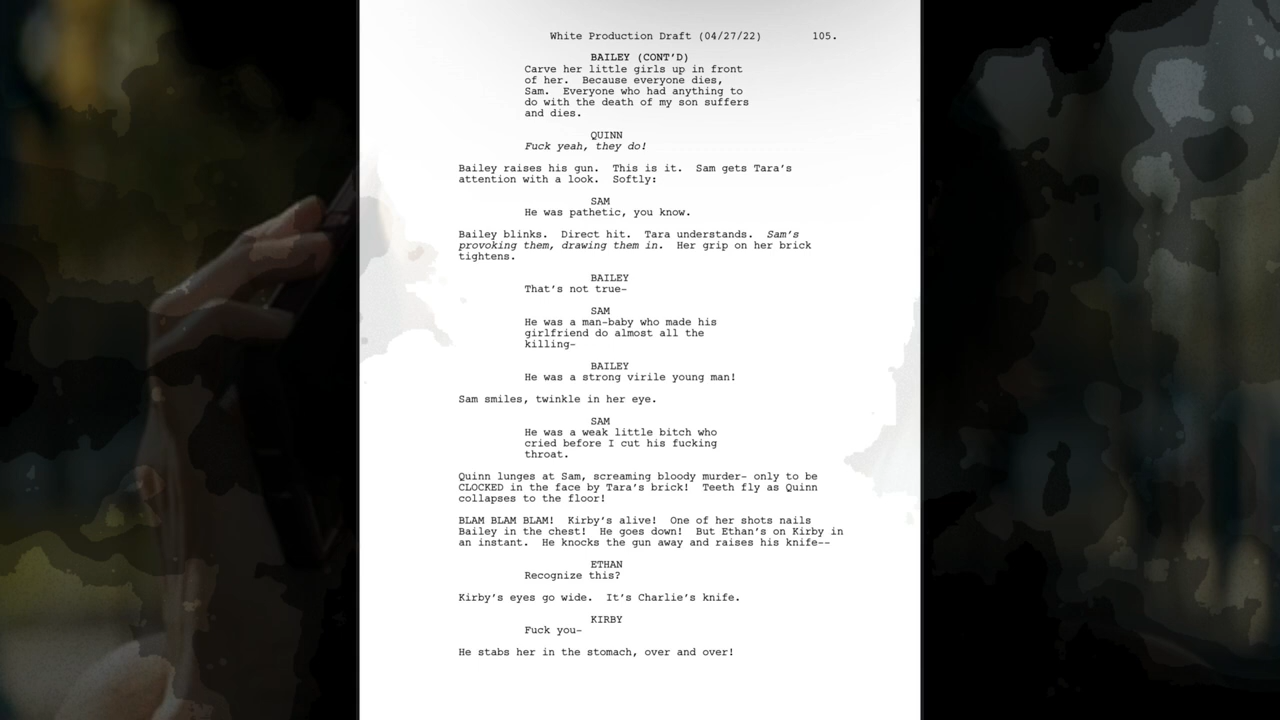 White Production Draft (04/27/22) 105.
BAILEY (CONT'D)
Carve her little girls up in front
of her. Because everyone dies,
Sam. Everyone who had anything to
do with the death of my son suffers
and dies.
QUINN
Fuck yeah, they do!
Bailey raises his gun. This is it. Sam gets Tara's
attention with a look. Softly:
SAM
He was pathetic, you know.
Bailey blinks. Direct hit. Tara understands. Sam's
provoking them, drawing them in. Her grip on her brick
tightens.
BAILEY
That's not true-
SAM
He was a man-baby who made his
girlfriend do almost all the
killing-
BAILEY
He was a strong virile young man!
Sam smiles, twinkle in her eye.
SAM
He was a weak little bitch who
cried before I cut his fucking
throat.
Quinn lunges at Sam, screaming bloody murder- only to be
CLOCKED in the face by Tara's brick! Teeth fly as Quinn
collapses to the floor!
BLAM BLAM BLAM! Kirby's alive! One of her shots nails
Bailey in the chest! He goes down! But Ethan's on Kirby in
an instant. He knocks the gun away and raises his knife--
ETHAN
Recognize this?
Kirby's eyes go wide. It's Charlie's knife.
KIRBY
Fuck you-
He stabs her in the stomach, over and over!